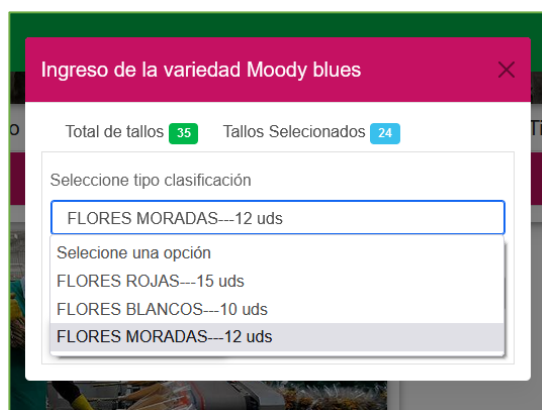 Ingreso de la variedad Moody blues
Total de tallos 35 Tallos Selecionados 24
Seleccione tipo clasificación
FLORES MORADAS---12 uds
Selecione una opción
FLORES ROJAS---15 uds
FLORES BLANCOS---10 uds
FLORES MORADAS---12 uds